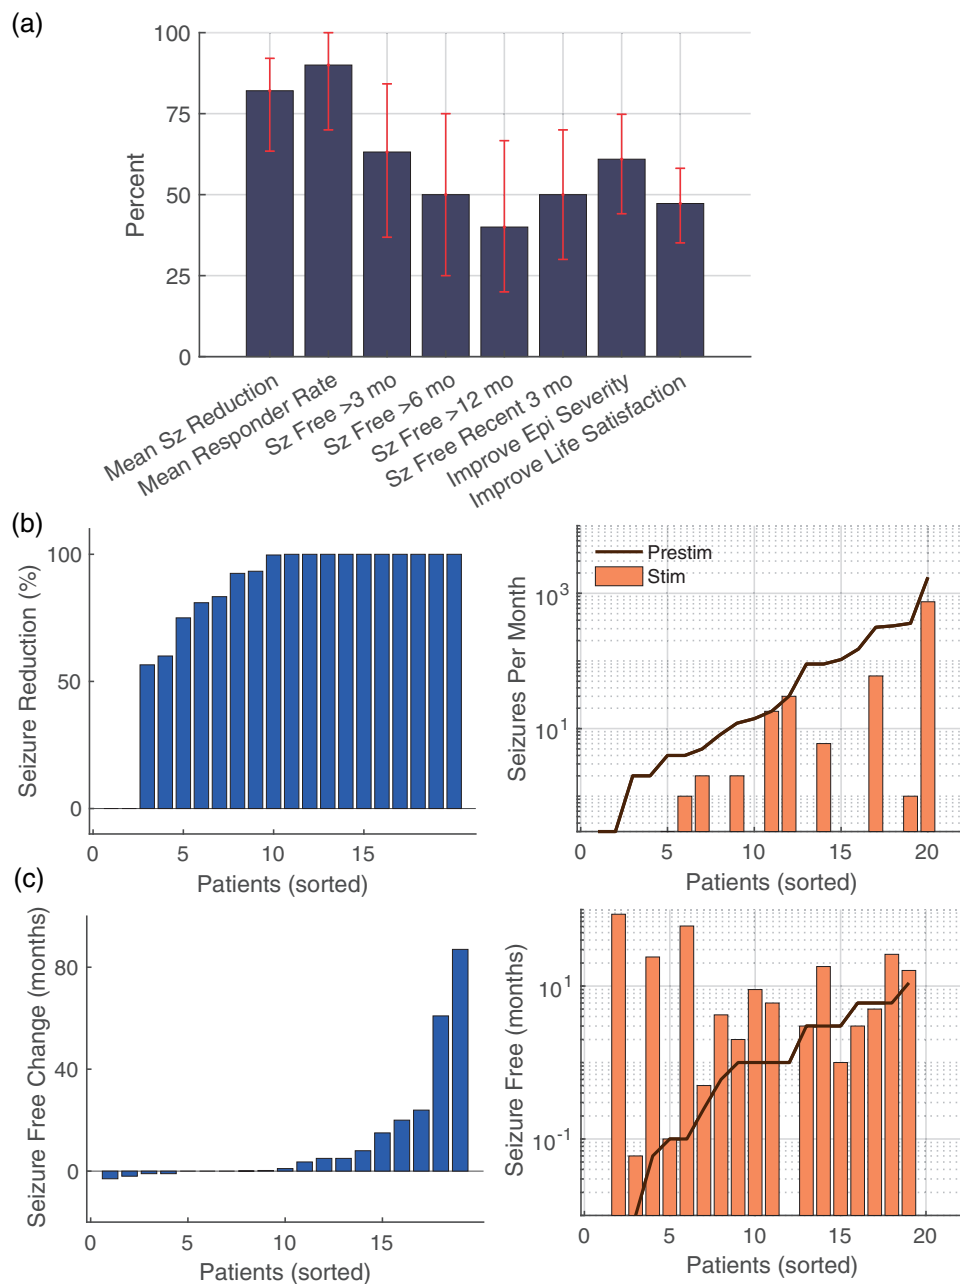 (a)
100
75
50
25
0
Percent
Mean Sz Reduction
Mean Responder Rate
Sz Free >3 mo
Sz Free >6 mo
Sz Free >12 mo
Sz Free Recent 3 mo
Improve Epi Severity
Improve Life Satisfaction
(b)
100
50
0
Seizure Reduction (%)
0 5 10 15
Patients (sorted)
Prestim
Stim
10^3
10^1
Seizures Per Month
0 5 10 15 20
Patients (sorted)
(c)
80
40
0
Seizure Free Change (months)
0 5 10 15
Patients (sorted)
10^1
10^-1
Seizure Free (months)
0 5 10 15 20
Patients (sorted)